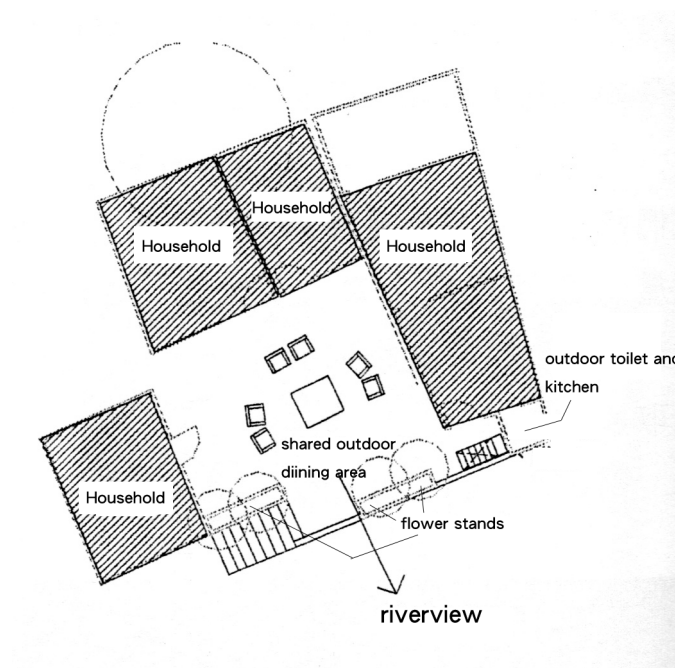 Household
Household
Household
outdoor toilet and
kitchen
shared outdoor
diining area
Household
flower stands
riverview